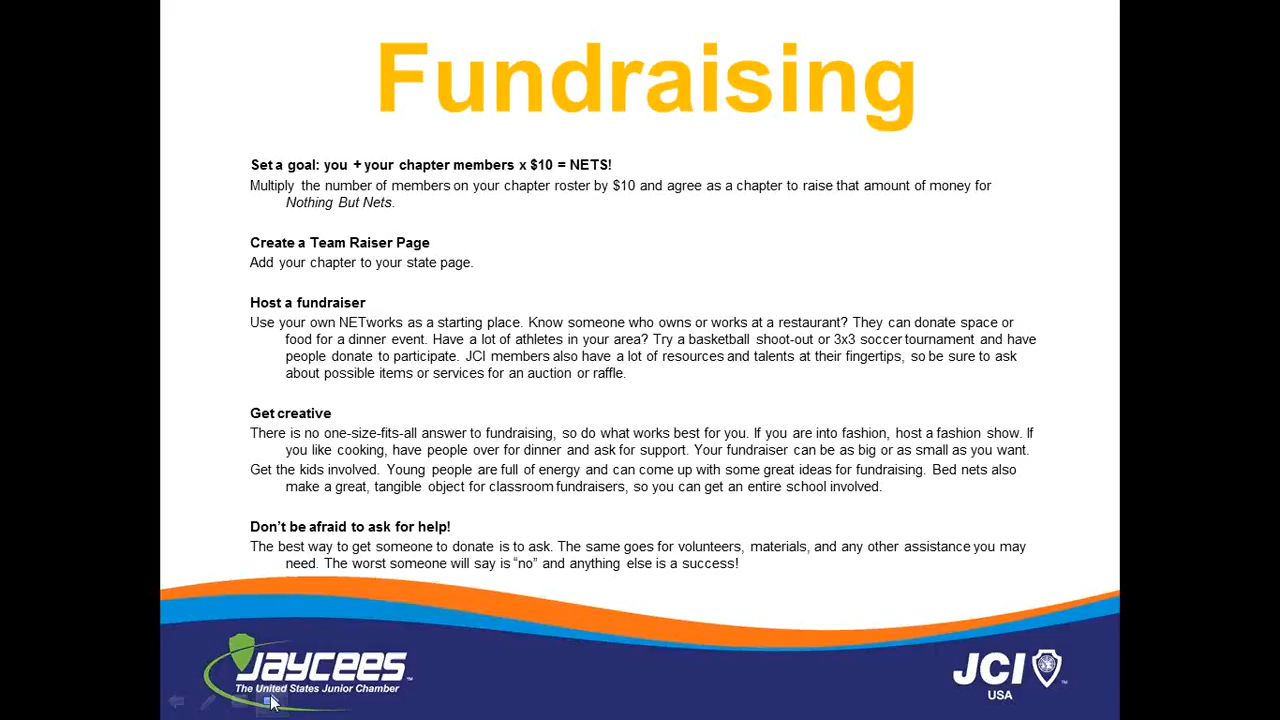 Fundraising
Set a goal: you + your chapter members x $10 = NETS!
Multiply the number of members on your chapter roster by $10 and agree as a chapter to raise that amount of money for
Nothing But Nets.
Create a Team Raiser Page
Add your chapter to your state page.
Host a fundraiser
Use your own NETworks as a starting place. Know someone who owns or works at a restaurant? They can donate space or
food for a dinner event. Have a lot of athletes in your area? Try a basketball shoot-out or 3x3 soccer tournament and have
people donate to participate. JCI members also have a lot of resources and talents at their fingertips, so be sure to ask
about possible items or services for an auction or raffle.
Get creative
There is no one-size-fits-all answer to fundraising, so do what works best for you. If you are into fashion, host a fashion show. If
you like cooking, have people over for dinner and ask for support. Your fundraiser can be as big or as small as you want.
Get the kids involved. Young people are full of energy and can come up with some great ideas for fundraising. Bed nets also
make a great, tangible object for classroom fundraisers, so you can get an entire school involved.
Don’t be afraid to ask for help!
The best way to get someone to donate is to ask. The same goes for volunteers, materials, and any other assistance you may
need. The worst someone will say is “no” and anything else is a success!
Jaycees™
The United States Junior Chamber
JCI™
USA